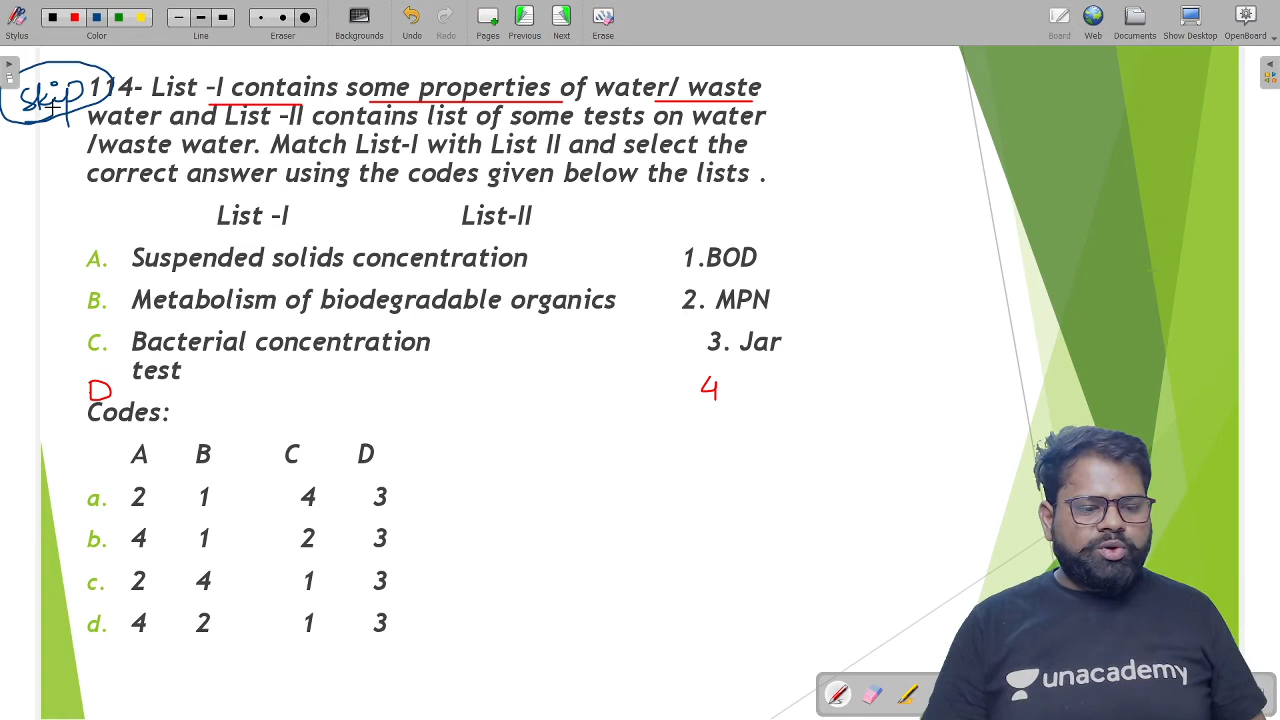 Stylus
Color
Line
Eraser
Backgrounds
Undo
Redo
Pages
Previous
Next
Erase
Board
Web
Documents
Show Desktop
OpenBoard
Skip
114- List –I contains some properties of water/ waste
water and List –II contains list of some tests on water
/waste water. Match List-I with List II and select the
correct answer using the codes given below the lists .
List –I List-II
A. Suspended solids concentration 1.BOD
B. Metabolism of biodegradable organics 2. MPN
C. Bacterial concentration 3. Jar
test
D 4
Codes:
A B C D
a. 2 1 4 3
b. 4 1 2 3
c. 2 4 1 3
d. 4 2 1 3
unacademy